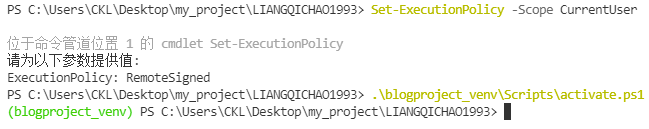 PS C:\Users\CKL\Desktop\my_project\LIANGQICHAO1993> Set-ExecutionPolicy -Scope CurrentUser
位于命令管道位置 1 的 cmdlet Set-ExecutionPolicy
请为以下参数提供值:
ExecutionPolicy: RemoteSigned
PS C:\Users\CKL\Desktop\my_project\LIANGQICHAO1993> .\blogproject_venv\Scripts\activate.ps1
(blogproject_venv) PS C:\Users\CKL\Desktop\my_project\LIANGQICHAO1993>